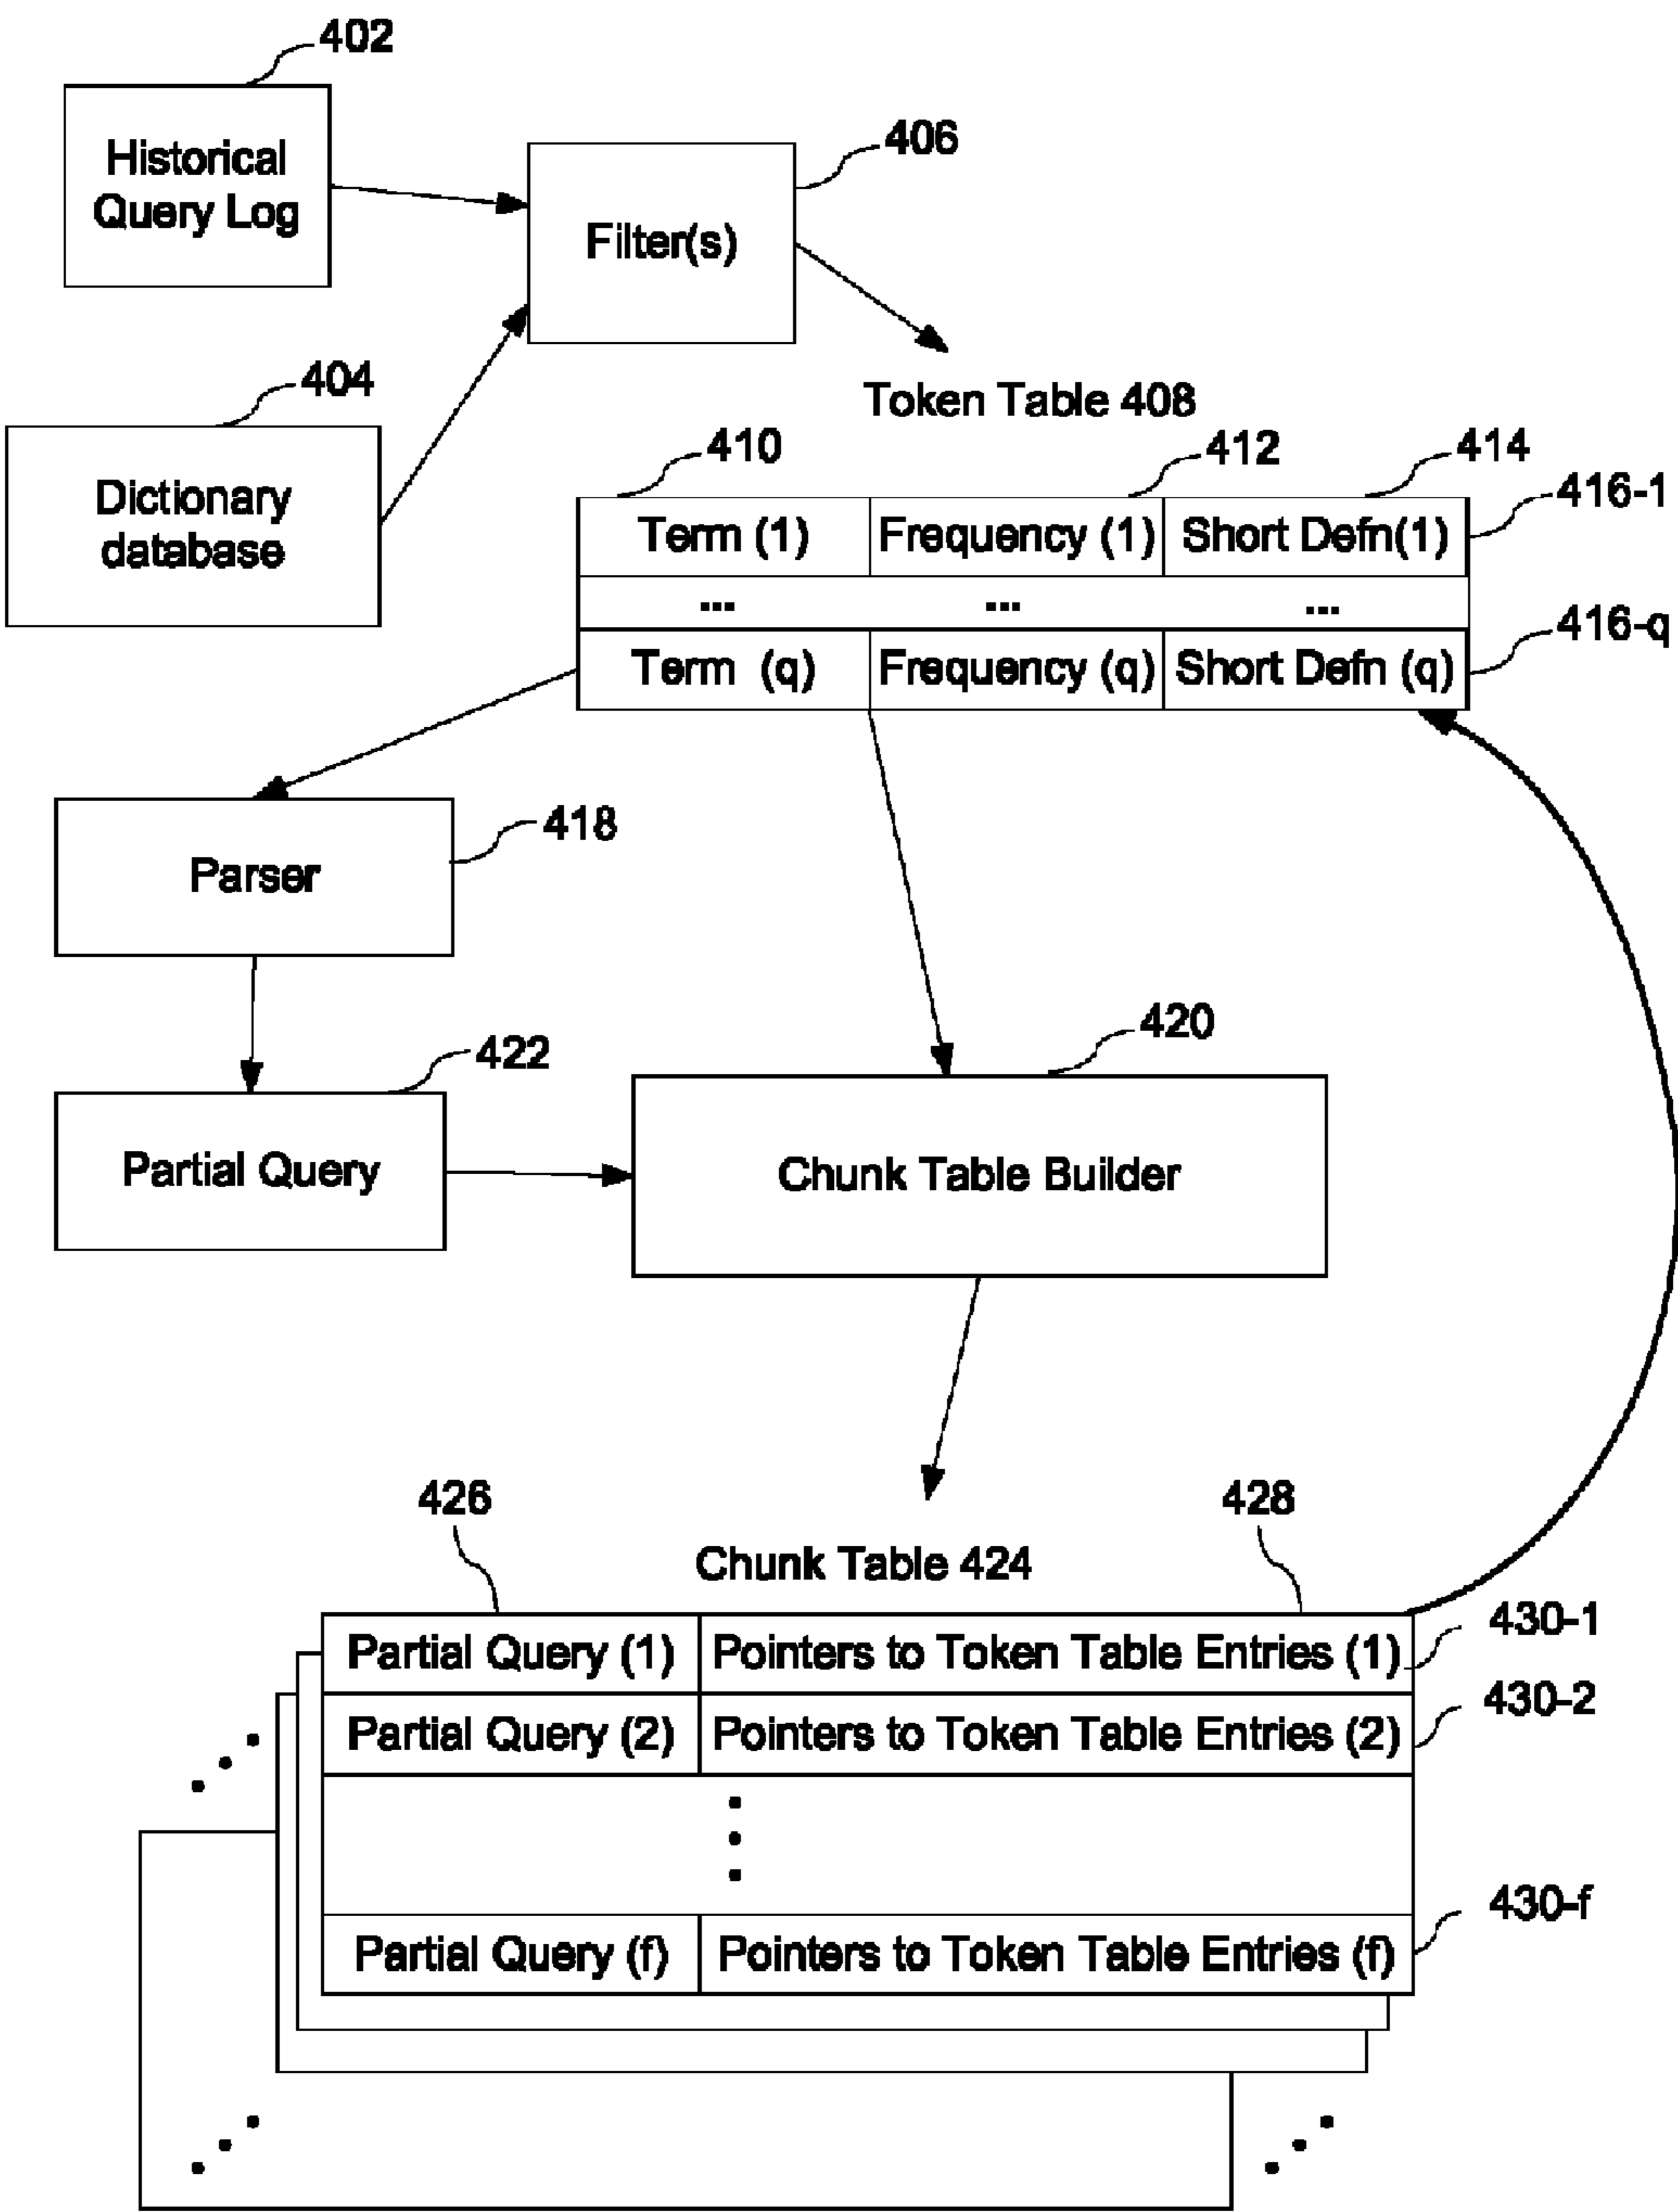 402
Historical
Query Log
406
Filter(s)
404
Dictionary
database
Token Table 408
410
412
414
416-1
Term (1) Frequency (1) Short Defn(1)
... ... ...
416-q
Term (q) Frequency (q) Short Defn (q)
418
Parser
422
Partial Query
420
Chunk Table Builder
426
428
Chunk Table 424
Partial Query (1) Pointers to Token Table Entries (1)
430-1
Partial Query (2) Pointers to Token Table Entries (2)
430-2
Partial Query (f) Pointers to Token Table Entries (f)
430-f